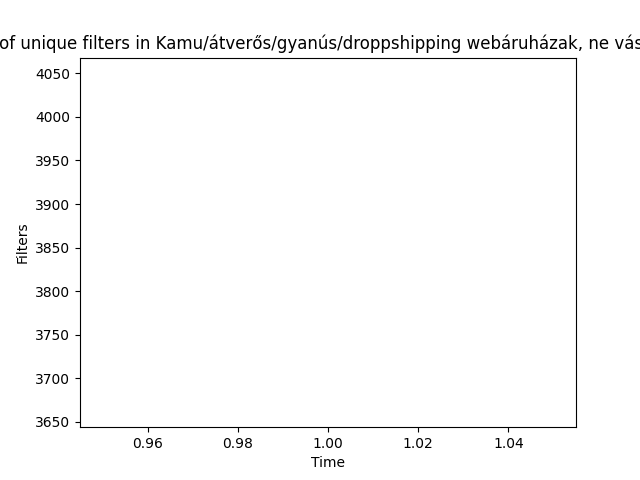 of unique filters in Kamu/átverős/gyanús/droppshipping webáruházak, ne vás
4050
4000
3950
3900
3850
3800
3750
3700
3650
Filters
0.96 0.98 1.00 1.02 1.04
Time